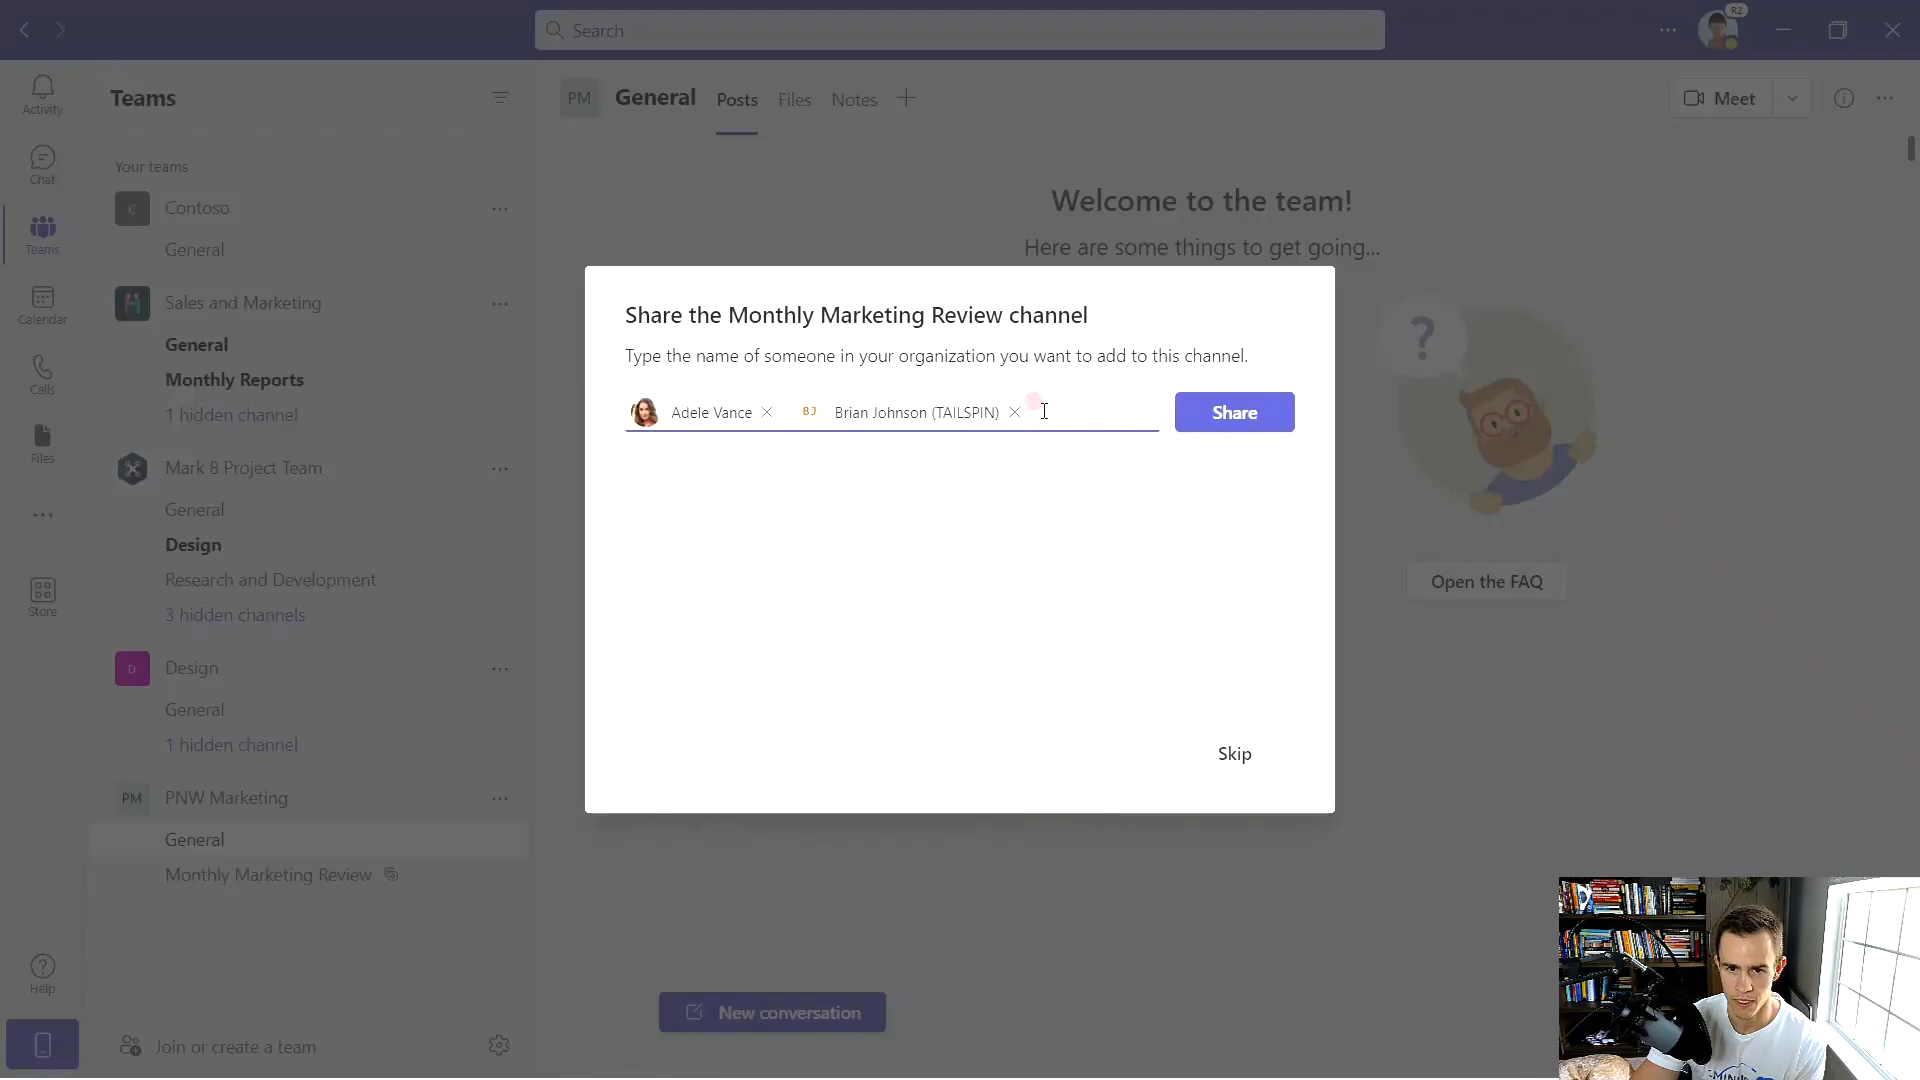 Search
R2
Activity
Chat
Teams
Calendar
Calls
Files
Store
Help
Teams
Your teams
C
Contoso
General
Sales and Marketing
General
Monthly Reports
1 hidden channel
Mark 8 Project Team
General
Design
Research and Development
3 hidden channels
D
Design
General
1 hidden channel
PM
PNW Marketing
General
Monthly Marketing Review
Join or create a team
PM
General
Posts
Files
Notes
Meet
Welcome to the team!
Here are some things to get going...
?
Share the Monthly Marketing Review channel
Type the name of someone in your organization you want to add to this channel.
Adele Vance
BJ
Brian Johnson (TAILSPIN)
Share
Skip
Open the FAQ
New conversation